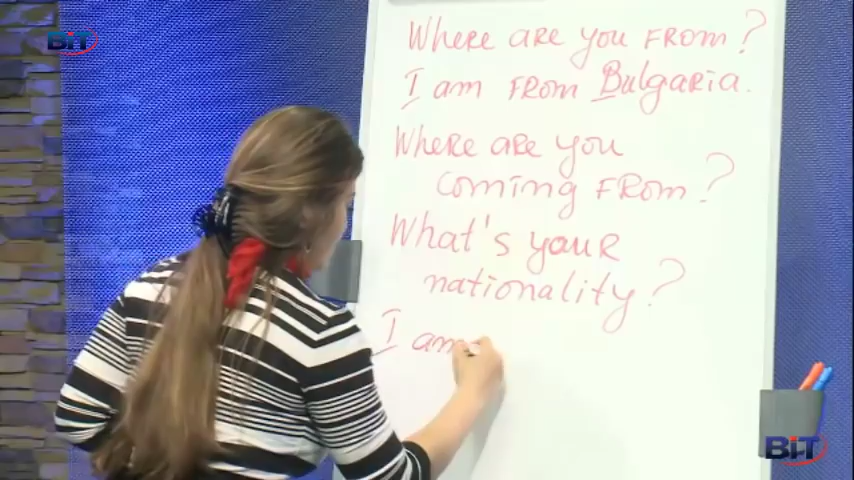 BiT
Where are you from?
I am from Bulgaria.
Where are you
coming from?
What's your
nationality?
I am
BiT